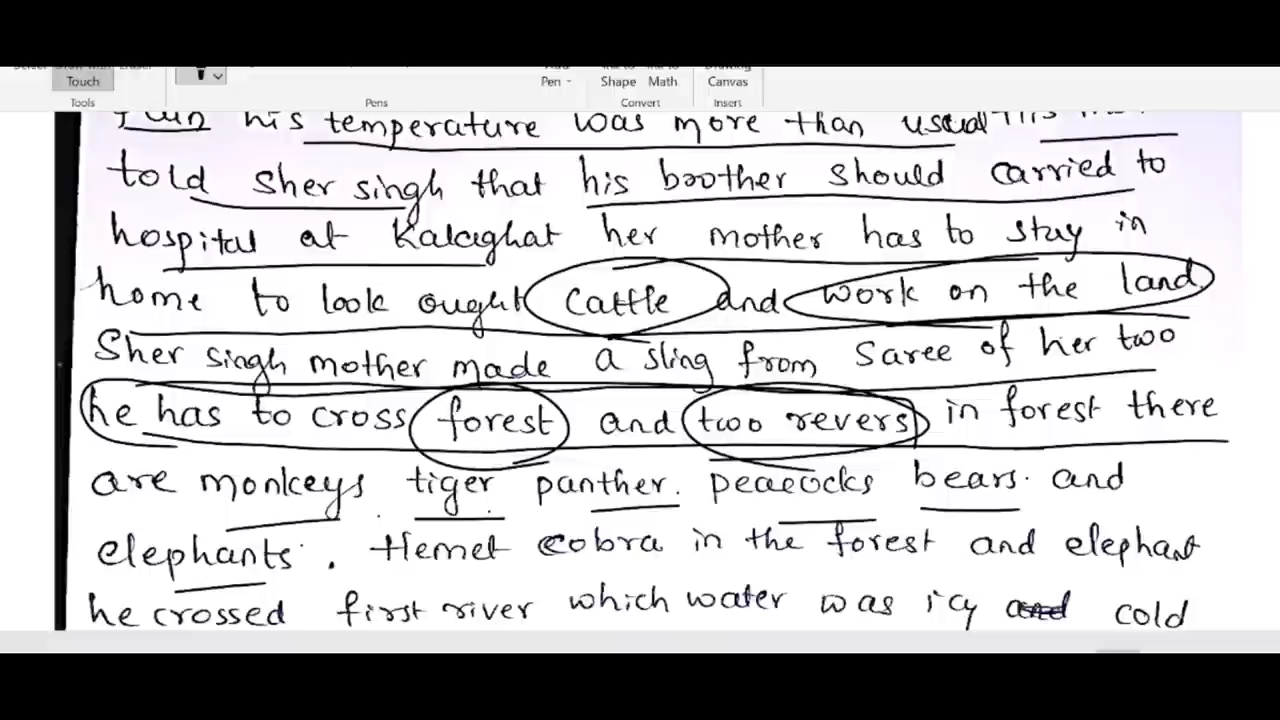 Touch
Pen
Shape Math
Canvas
Tools
Pens
Convert
Insert
his temperature was more than usual
told Sher singh that his brother should carried to
hospital at Kalaghat her mother has to stay in
home to look ought cattle and work on the land.
Sher singh mother made a sling from saree of her two
he has to cross forest and two revers in forest there
are monkeys tiger panther. peacocks bears. and
elephants. Hemet cobra in the forest and elephant
he crossed first river which water was icy and cold